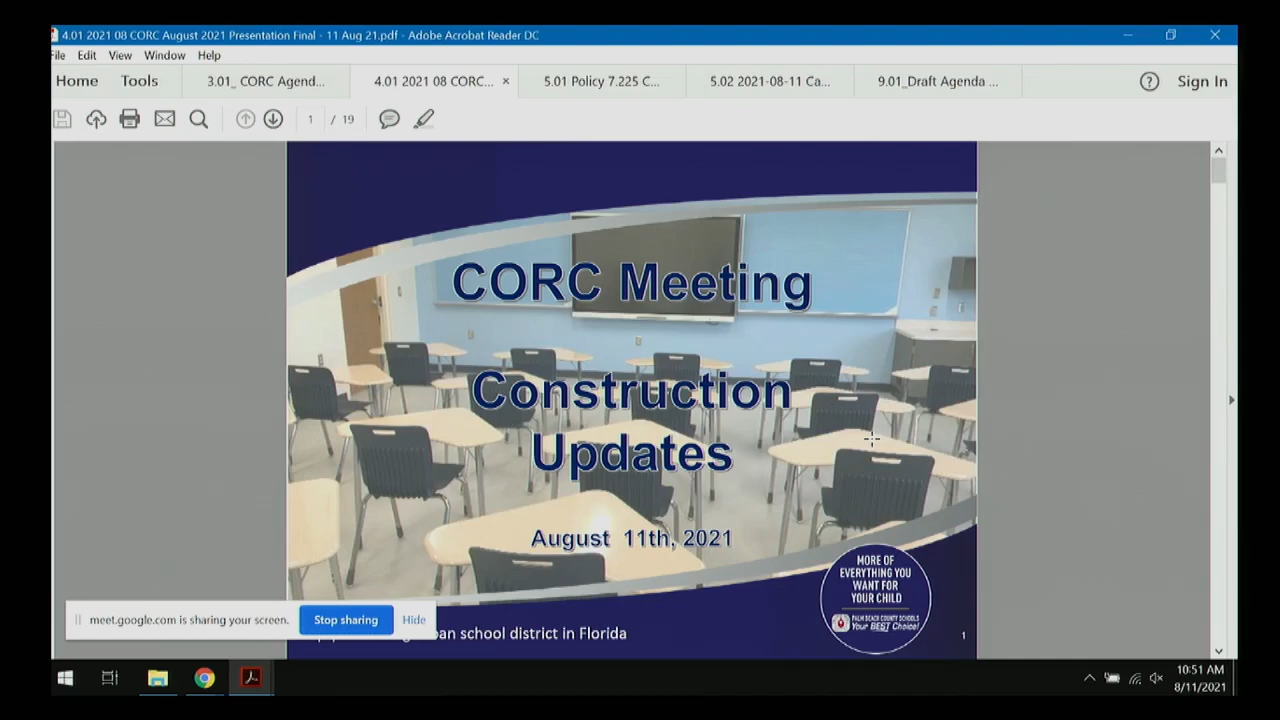 4.01 2021 08 CORC August 2021 Presentation Final - 11 Aug 21.pdf - Adobe Acrobat Reader DC
File Edit View Window Help
Home Tools 3.01_ CORC Agend... 4.01 2021 08 CORC... × 5.01 Policy 7.225 C... 5.02 2021-08-11 Ca... 9.01_Draft Agenda ... Sign In
1 / 19
CORC Meeting
Construction
Updates
August 11th, 2021
MORE OF
EVERYTHING YOU
WANT FOR
YOUR CHILD
PALM BEACH COUNTY SCHOOLS
Your BEST Choice!
meet.google.com is sharing your screen. Stop sharing Hide
school district in Florida
1
10:51 AM
8/11/2021